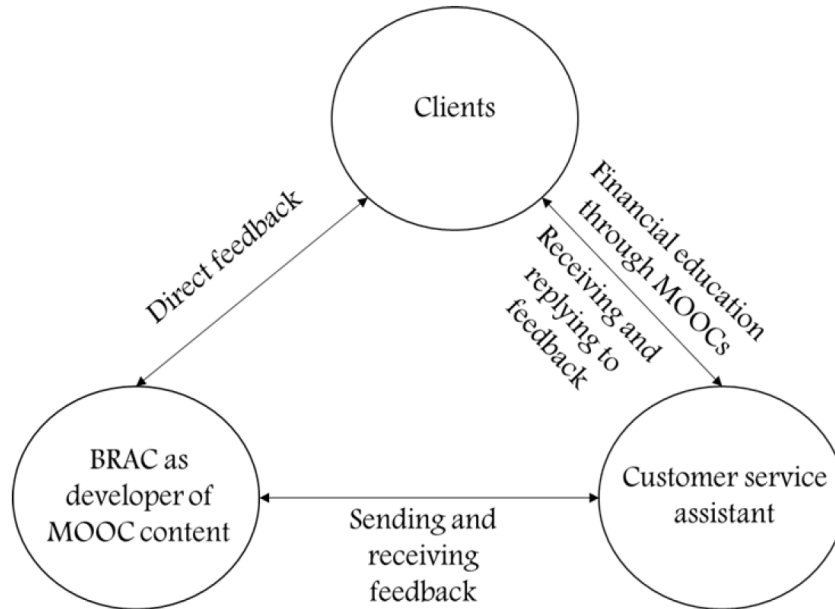 Clients
Direct feedback
Financial education
through MOOCs
Receiving and
replying to
feedback
BRAC as
developer of
MOOC content
Sending and
receiving
feedback
Customer service
assistant